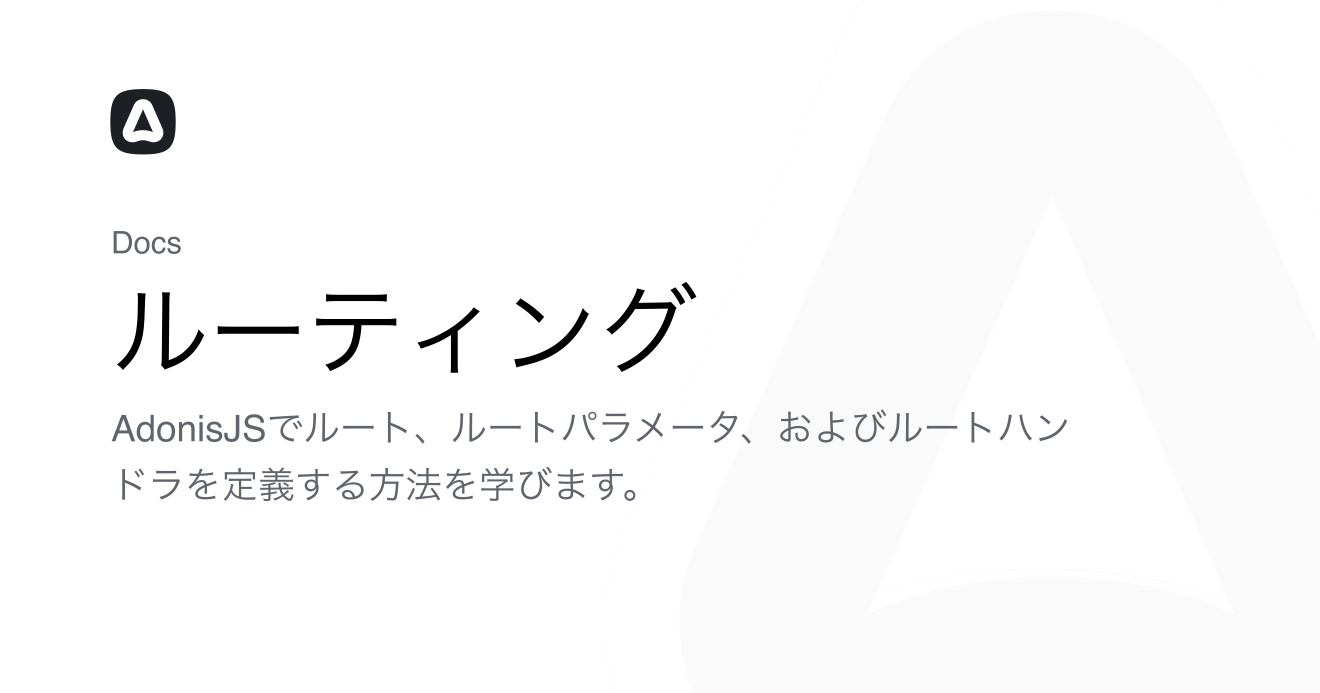 Docs
ルーティング
AdonisJSでルート、ルートパラメータ、およびルートハン
ドラを定義する方法を学びます。